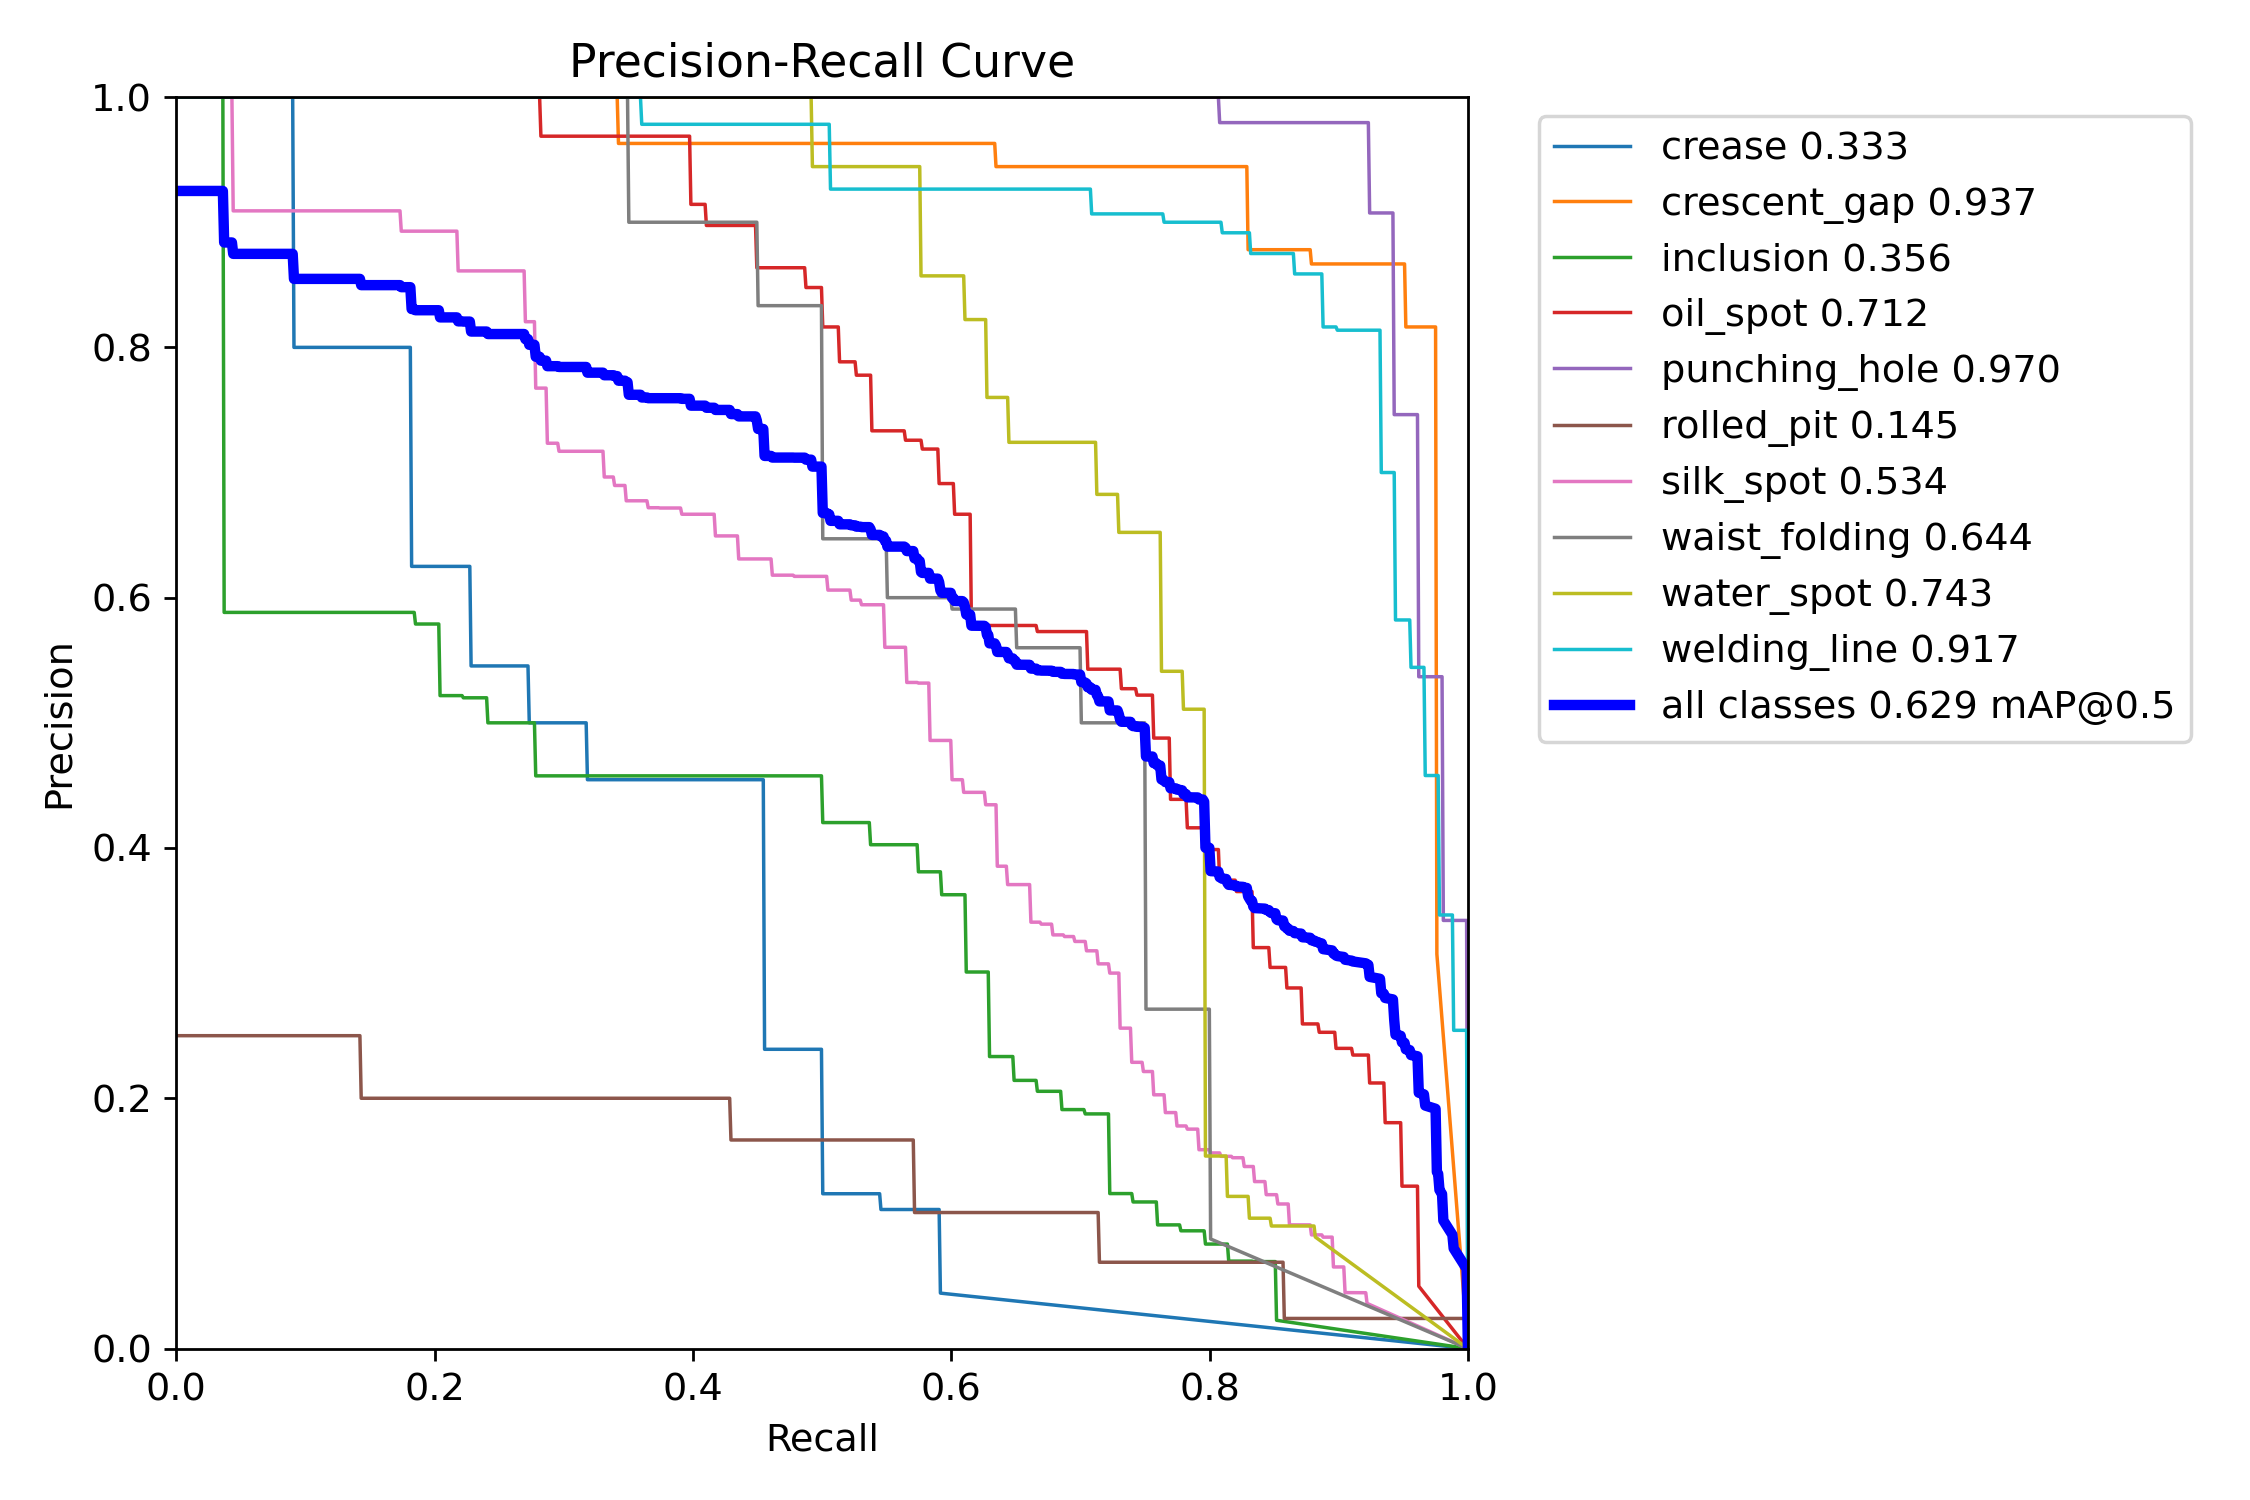 Precision-Recall Curve
1.0
0.8
0.6
0.4
0.2
0.0
Precision
0.0 0.2 0.4 0.6 0.8 1.0
Recall
crease 0.333
crescent_gap 0.937
inclusion 0.356
oil_spot 0.712
punching_hole 0.970
rolled_pit 0.145
silk_spot 0.534
waist_folding 0.644
water_spot 0.743
welding_line 0.917
all classes 0.629 mAP@0.5